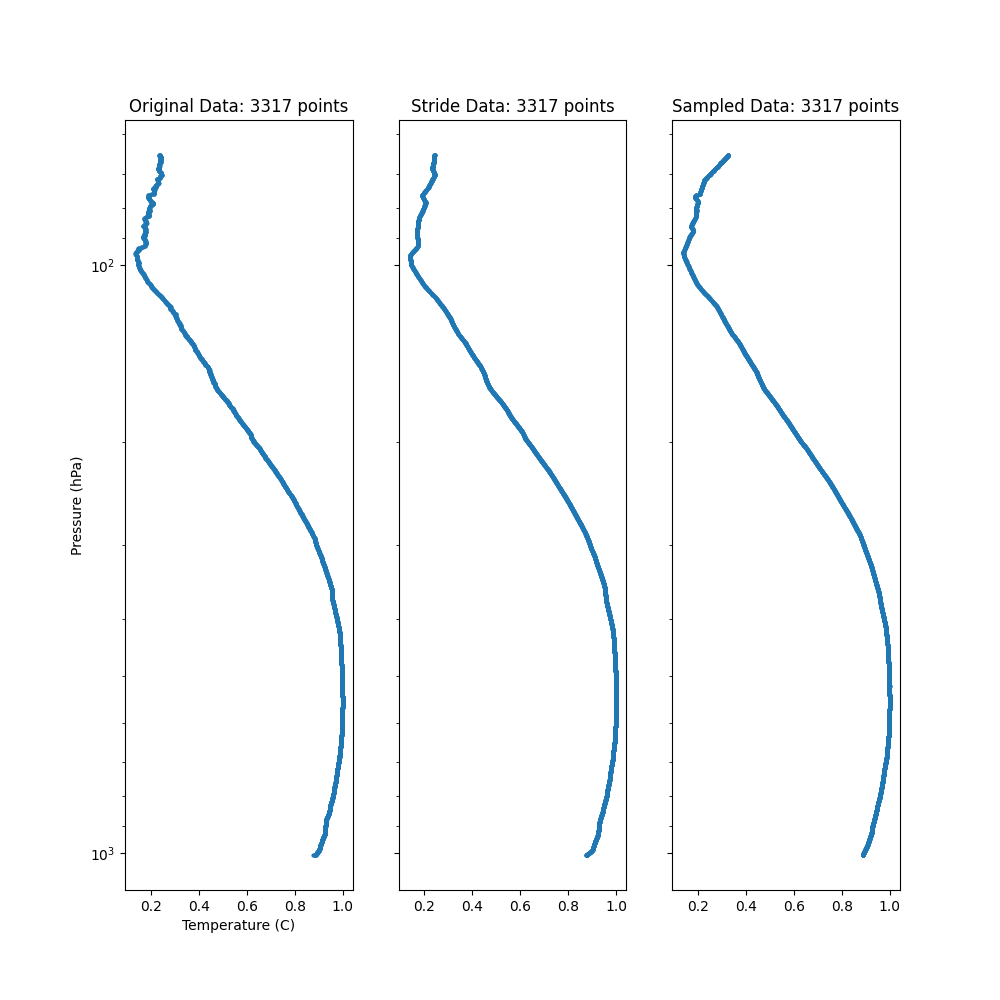 Original Data: 3317 points
Stride Data: 3317 points
Sampled Data: 3317 points
Pressure (hPa)
10²
10³
0.2 0.4 0.6 0.8 1.0
0.2 0.4 0.6 0.8 1.0
0.2 0.4 0.6 0.8 1.0
Temperature (C)